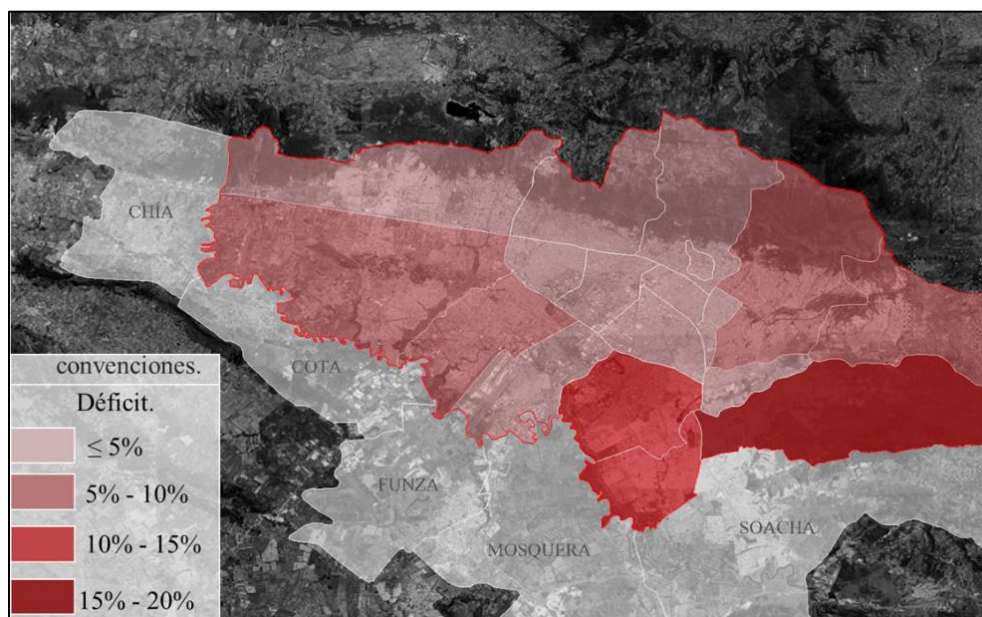 CHÍA
COTA
FUNZA
MOSQUERA
SOACHA
convenciones.
Déficit.
≤ 5%
5% - 10%
10% - 15%
15% - 20%